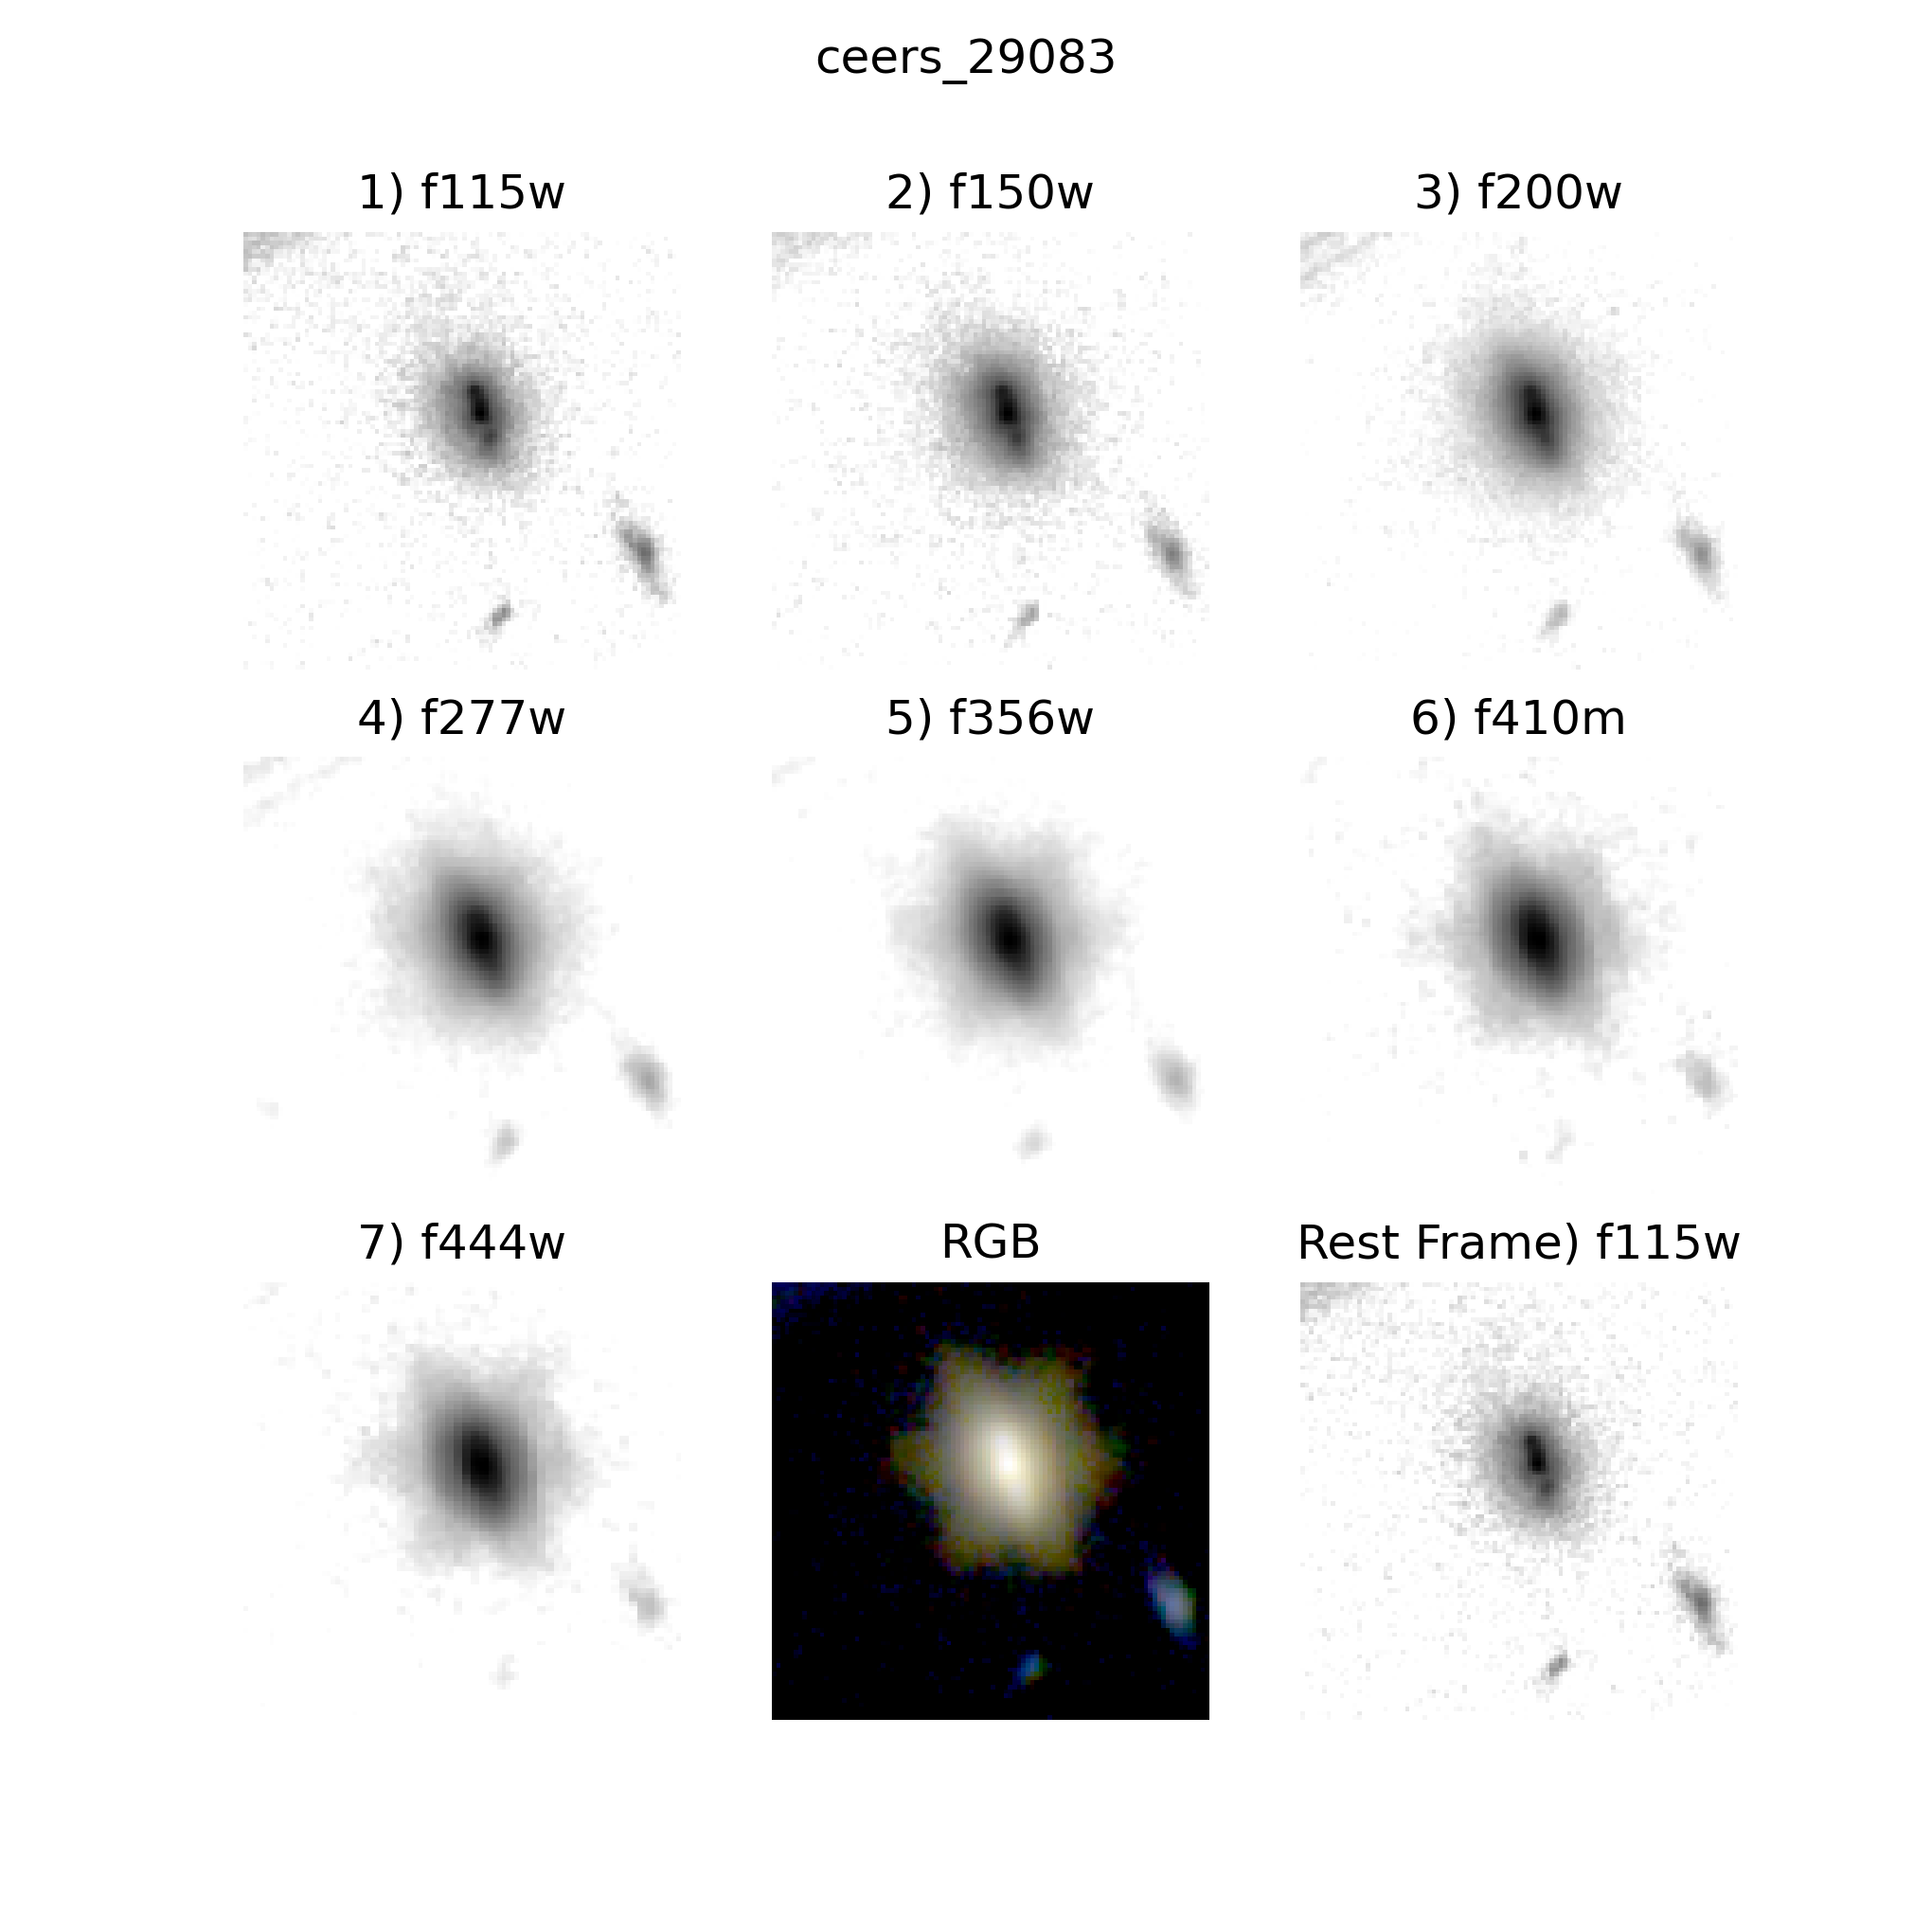 ceers_29083
1) f115w
2) f150w
3) f200w
4) f277w
5) f356w
6) f410m
7) f444w
RGB
Rest Frame) f115w